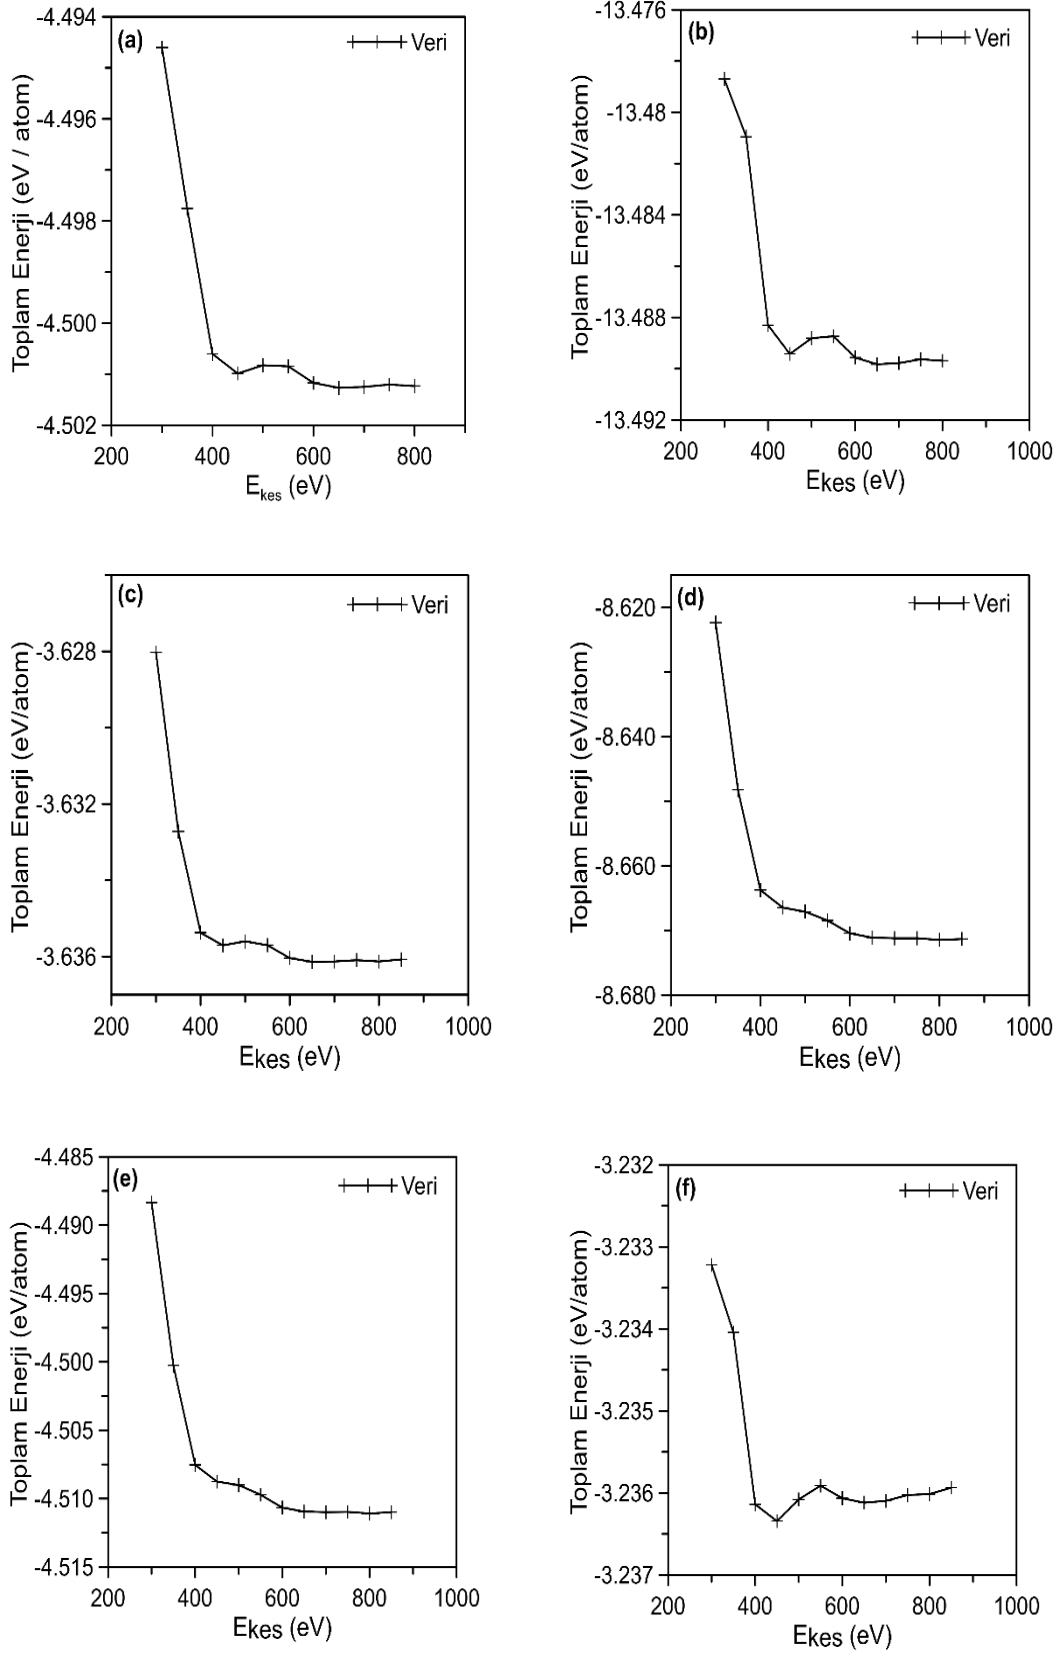 (a)
Veri
Toplam Enerji (eV / atom)
-4.494
-4.496
-4.498
-4.500
-4.502
200 400 600 800
Ekes (eV)
(b)
Veri
Toplam Enerji (eV/atom)
-13.476
-13.48
-13.484
-13.488
-13.492
200 400 600 800 1000
Ekes (eV)
(c)
Veri
Toplam Enerji (eV/atom)
-3.628
-3.632
-3.636
200 400 600 800 1000
Ekes (eV)
(d)
Veri
Toplam Enerji (eV/atom)
-8.620
-8.640
-8.660
-8.680
200 400 600 800 1000
Ekes (eV)
(e)
Veri
Toplam Enerji (eV/atom)
-4.485
-4.490
-4.495
-4.500
-4.505
-4.510
-4.515
200 400 600 800 1000
Ekes (eV)
(f)
Veri
Toplam Enerji (eV/atom)
-3.232
-3.233
-3.234
-3.235
-3.236
-3.237
200 400 600 800 1000
Ekes (eV)